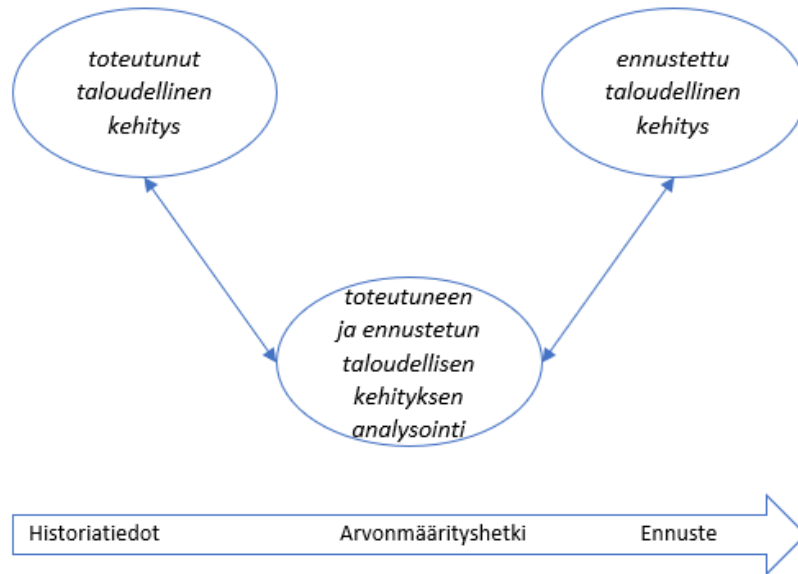 toteutunut
taloudellinen
kehitys
ennustettu
taloudellinen
kehitys
toteutuneen
ja ennustetun
taloudellisen
kehityksen
analysointi
Historiatiedot
Arvonmäärityshetki
Ennuste